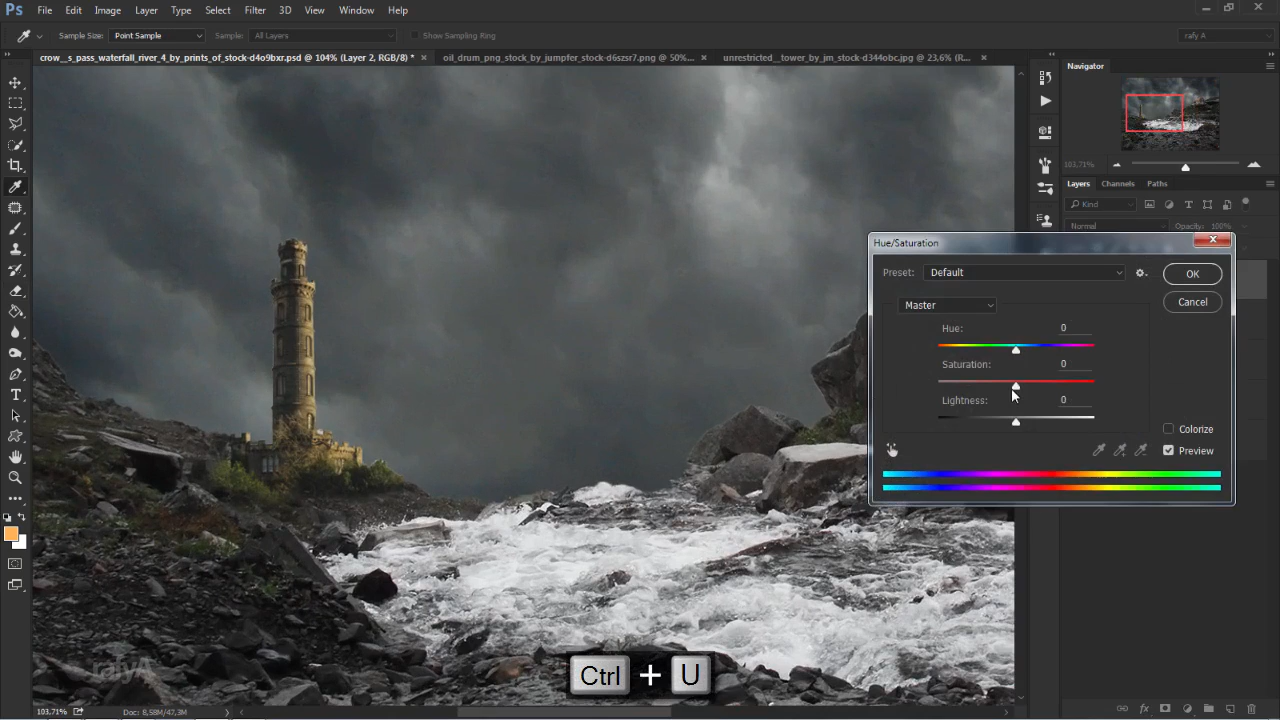 Ps File Edit Image Layer Type Select Filter 3D View Window Help
Sample Size: Point Sample Sample: All Layers Show Sampling Ring rafy A
crow__s_pass_waterfall_river_4_by_prints_of_stock-d4o9bxr.psd @ 104% (Layer 2, RGB/8) * × oil_drum_png_stock_by_jumpfer_stock-d6szsr7.png @ 50%... × unrestricted__tower_by_jm_stock-d344obc.jpg @ 23,6% (R... ×
Navigator
103,71%
Layers Channels Paths
Kind
Normal Opacity: 100%
Hue/Saturation
Preset: Default OK
Master Cancel
Hue: 0
Saturation: 0
Lightness: 0
Colorize
Preview
Ctrl + U
rafyA
103,71% Doc: 8,58M/47,3M